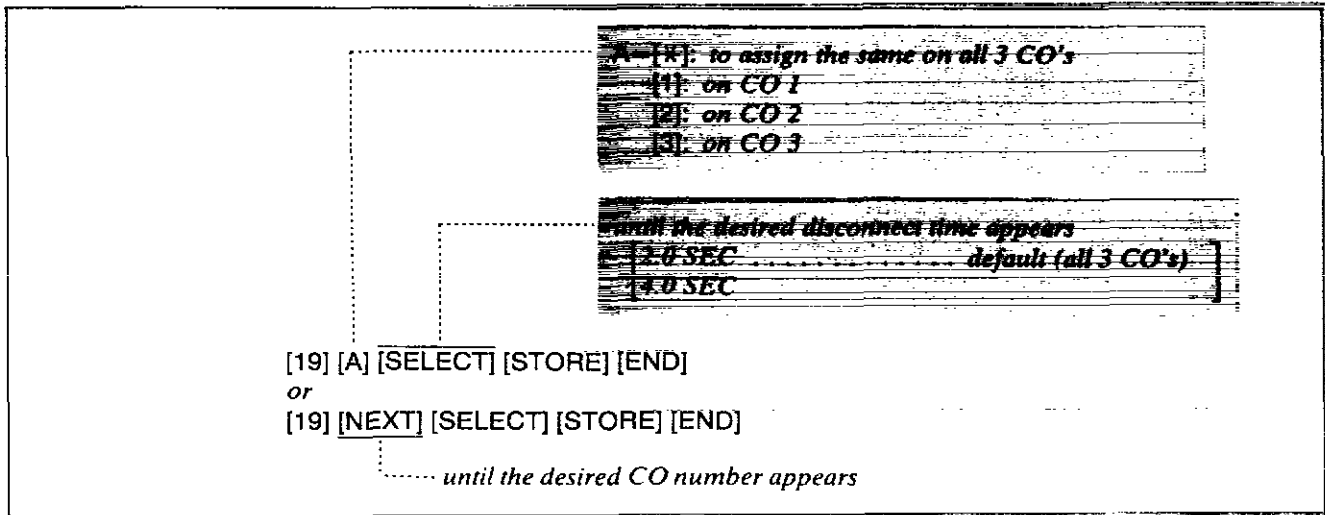 A=[*]: to assign the same on all 3 CO's
[1]: on CO 1
[2]: on CO 2
[3]: on CO 3
until the desired disconnect time appears
2.0 SEC .............. default (all 3 CO's)
4.0 SEC
[19] [A] [SELECT] [STORE] [END]
or
[19] [NEXT] [SELECT] [STORE] [END]
until the desired CO number appears